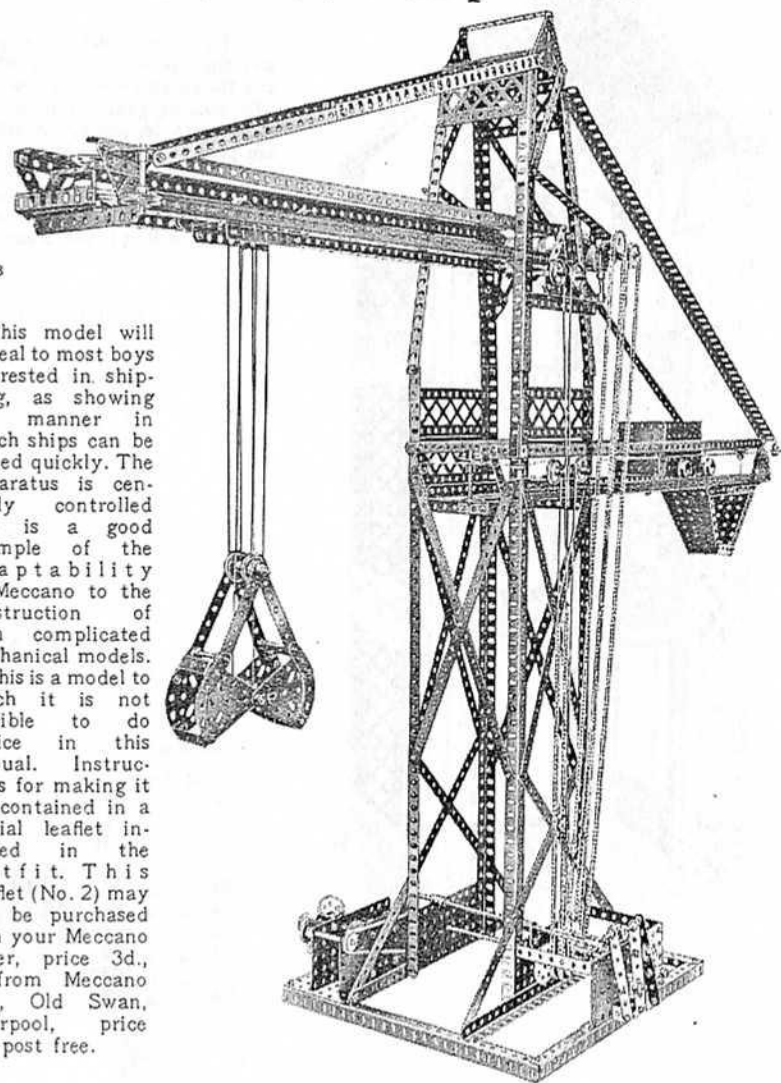 his model will
eal to most boys
rested in ship-
g, as showing
manner in
ch ships can be
ed quickly. The
aratus is cen-
ly controlled
is a good
mple of the
aptability
Meccano to the
struction of
h complicated
hanical models.
his is a model to
ch it is not
ible to do
ice in this
ual. Instruc-
s for making it
contained in a
ial leaflet in-
ed in the
tfit. This
flet (No. 2) may
be purchased
n your Meccano
er, price 3d.,
from Meccano
, Old Swan,
rpool, price
post free.